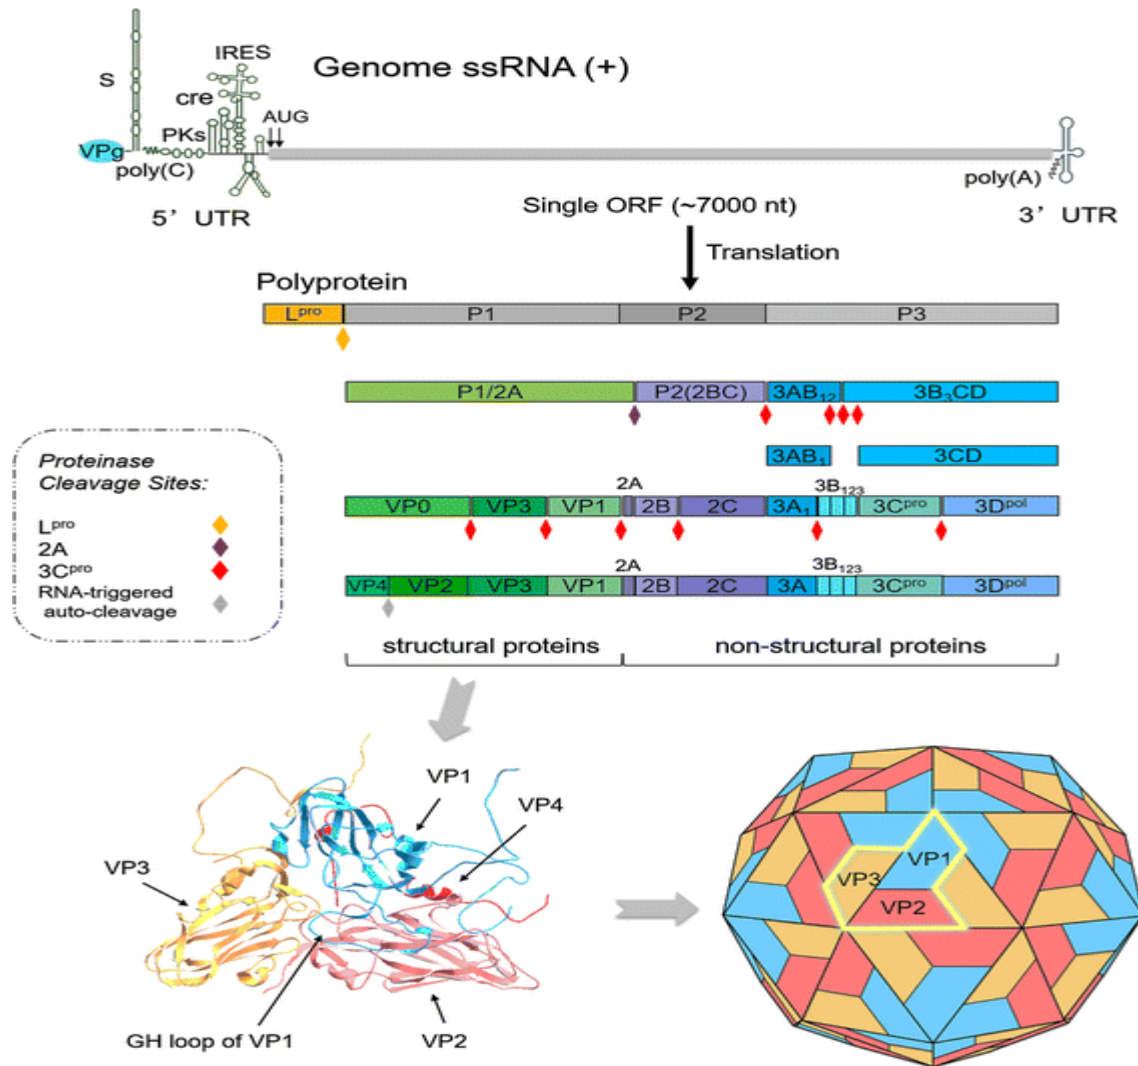 IRES
Genome ssRNA (+)
S
cre
AUG
PKs
VPg
poly(C)
poly(A)
5' UTR
Single ORF (~7000 nt)
3' UTR
Translation
Polyprotein
Lpro P1 P2 P3
P1/2A P2(2BC) 3AB12 3B3CD
3AB1 3CD
2A 3B123
VP0 VP3 VP1 2B 2C 3A1 3Cpro 3Dpol
2A 3B123
VP4 VP2 VP3 VP1 2B 2C 3A 3Cpro 3Dpol
structural proteins non-structural proteins
Proteinase
Cleavage Sites:
Lpro
2A
3Cpro
RNA-triggered
auto-cleavage
VP1
VP4
VP3
GH loop of VP1
VP2
VP1
VP3
VP2